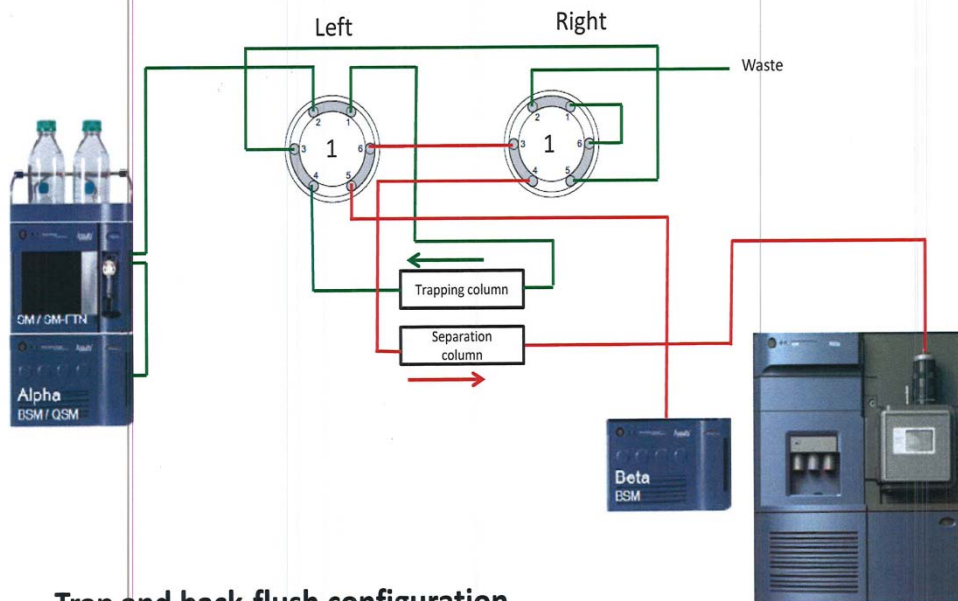 Left
Right
Waste
2
1
3
1
6
4
5
2
1
3
1
6
4
5
Trapping column
Separation
column
SM / SM-FTN
Alpha
BSM / QSM
Beta
BSM
Trap and back flush configuration